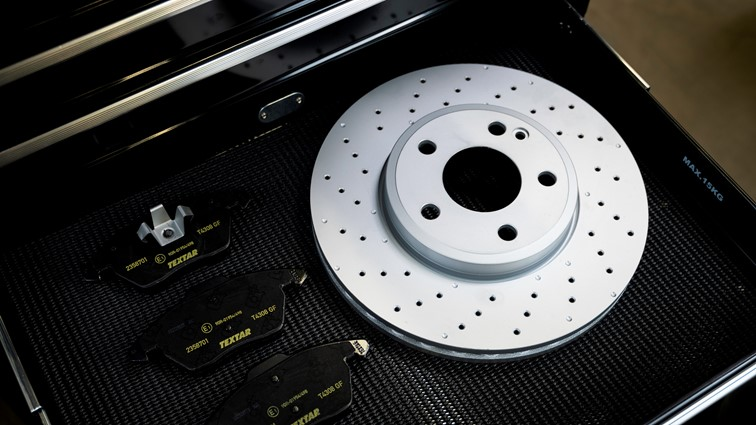 MAX.15KG
T4308 GF
2358701
TEXTAR
T4308 GF
2358701
TEXTAR
T4308 GF
TEXTAR